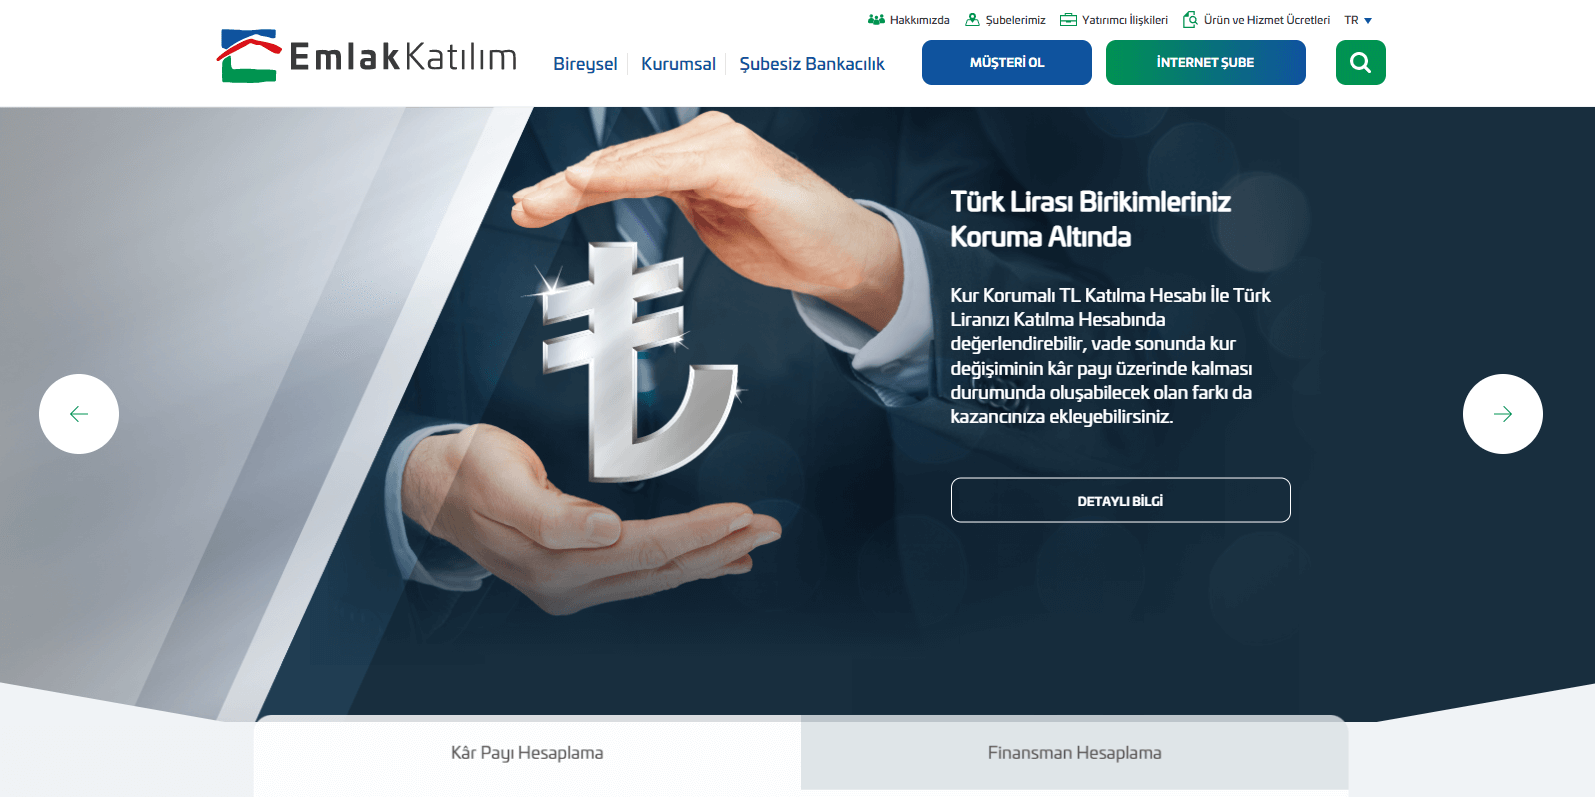 Hakkımızda
Şubelerimiz
Yatırımcı İlişkileri
Ürün ve Hizmet Ücretleri
TR
EmlakKatılım
Bireysel
Kurumsal
Şubesiz Bankacılık
MÜŞTERİ OL
İNTERNET ŞUBE
Türk Lirası Birikimleriniz
Koruma Altında
Kur Korumalı TL Katılma Hesabı İle Türk
Liranızı Katılma Hesabında
değerlendirebilir, vade sonunda kur
değişiminin kâr payı üzerinde kalması
durumunda oluşabilecek olan farkı da
kazancınıza ekleyebilirsiniz.
DETAYLI BİLGİ
Kâr Payı Hesaplama
Finansman Hesaplama